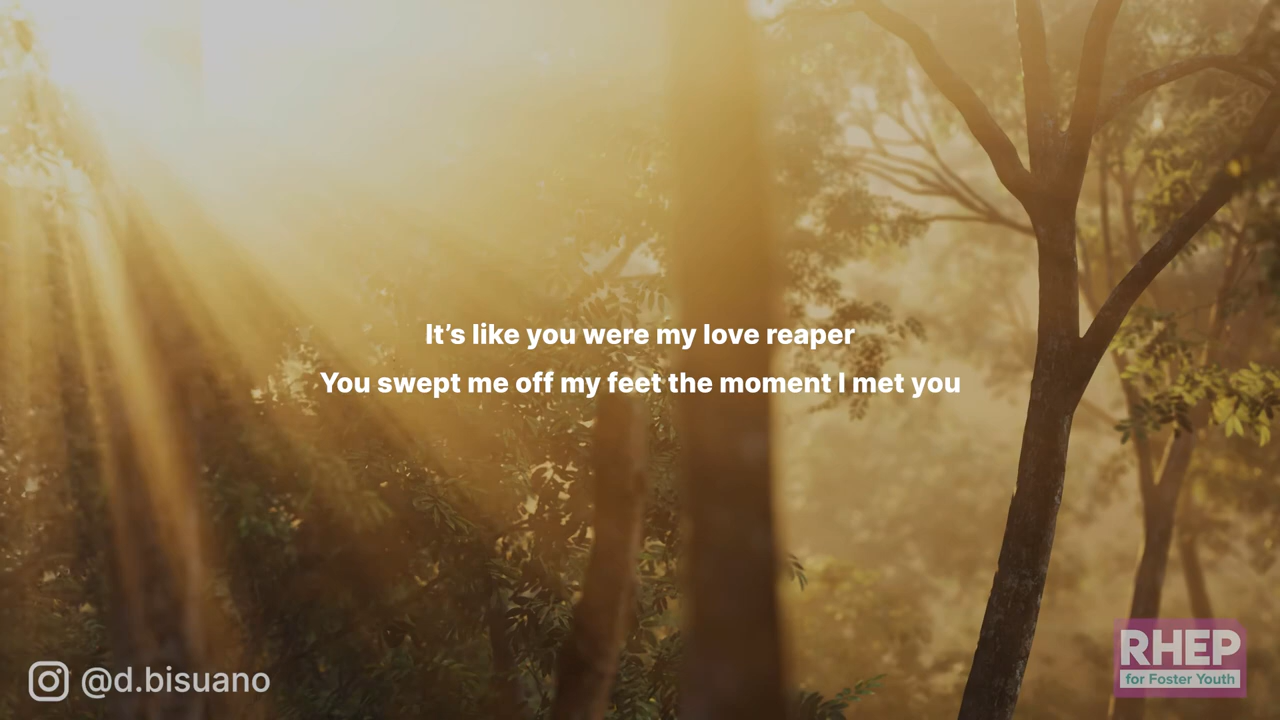 It’s like you were my love reaper
You swept me off my feet the moment I met you
@d.bisuano
RHEP
for Foster Youth